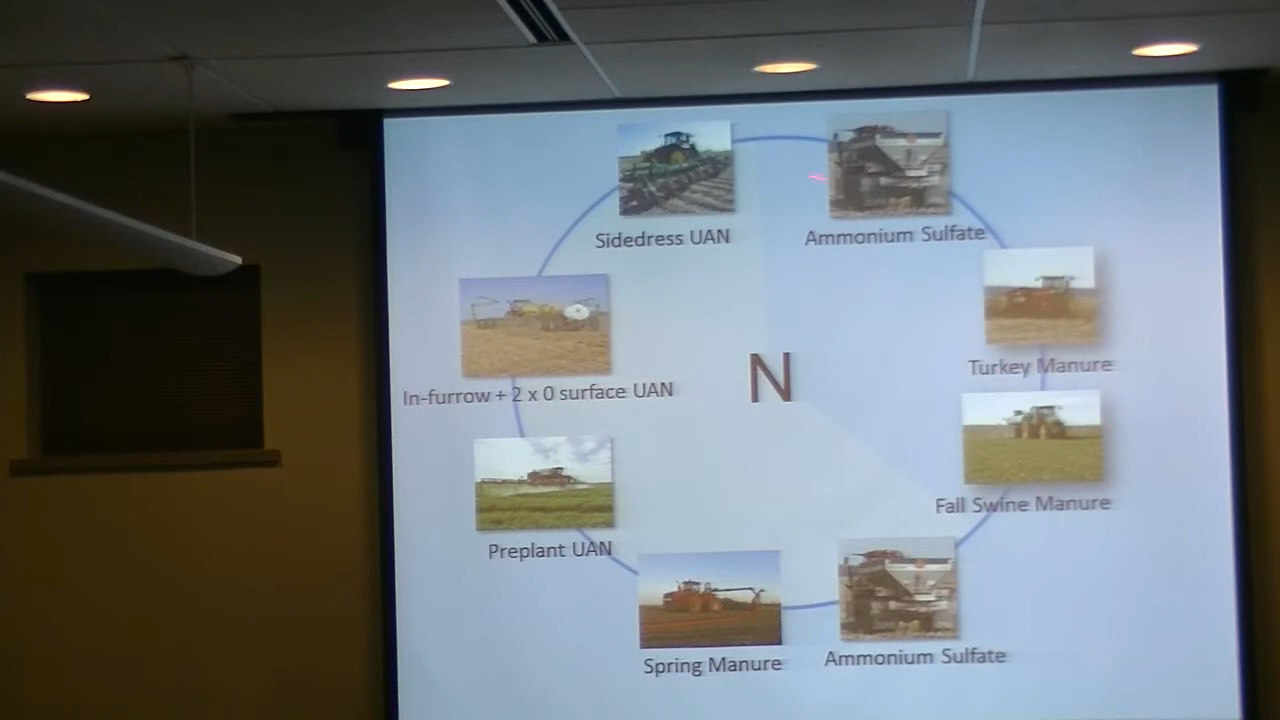 Sidedress UAN
Ammonium Sulfate
Turkey Manure
In-furrow + 2 x 0 surface UAN
N
Fall Swine Manure
Preplant UAN
Spring Manure
Ammonium Sulfate